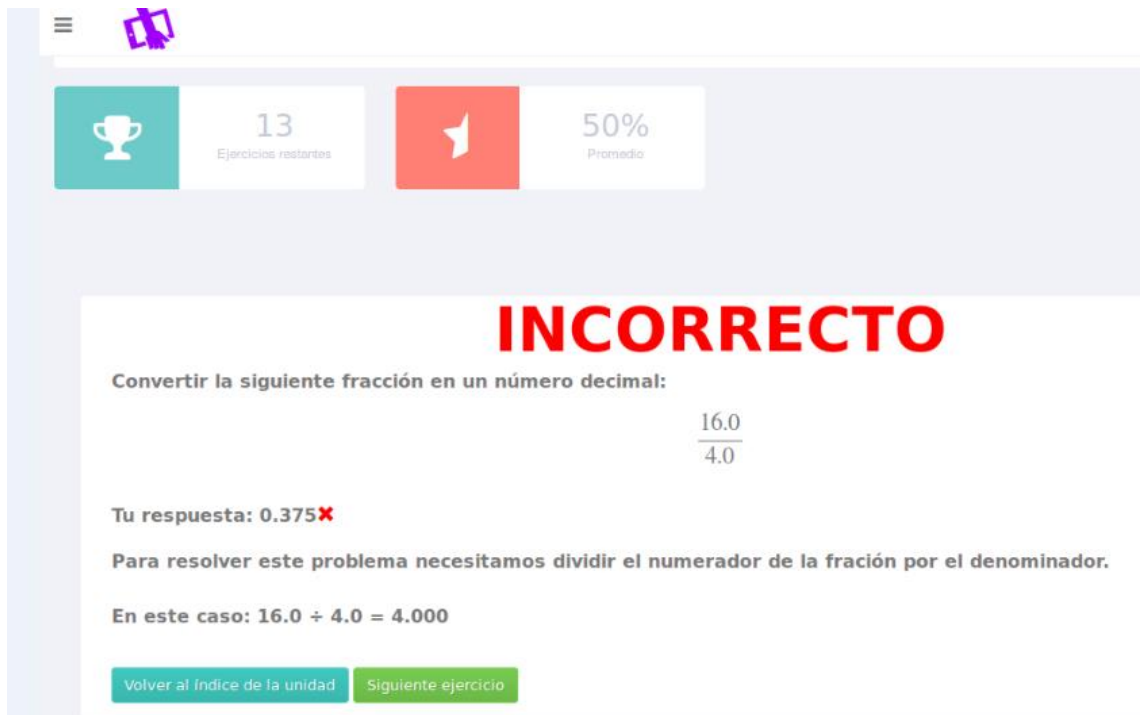 13
Ejercicios restantes
50%
Promedio
INCORRECTO
Convertir la siguiente fracción en un número decimal:
16.0
4.0
Tu respuesta: 0.375✖
Para resolver este problema necesitamos dividir el numerador de la fración por el denominador.
En este caso: 16.0 ÷ 4.0 = 4.000
Volver al índice de la unidad
Siguiente ejercicio